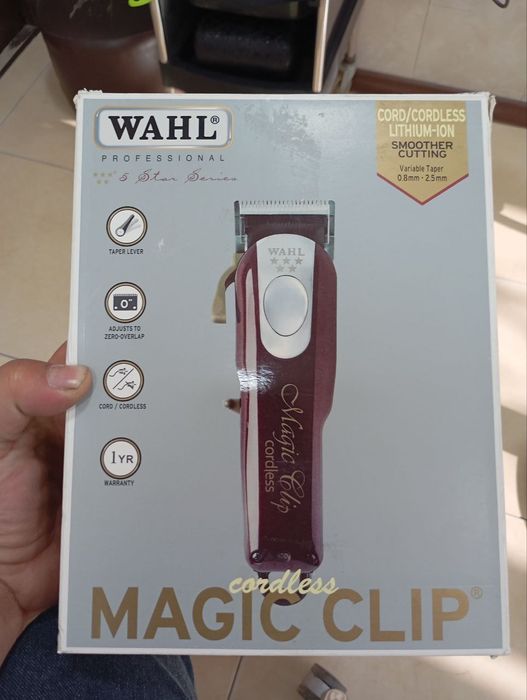 WAHL®
PROFESSIONAL
5 Star Series
CORD/CORDLESS
LITHIUM-ION
SMOOTHER
CUTTING
Variable Taper
0.8mm - 2.5mm
TAPER LEVER
"0"
ADJUSTS TO
ZERO-OVERLAP
CORD / CORDLESS
1YR
WARRANTY
WAHL
Magic Clip
cordless
cordless
MAGIC CLIP®